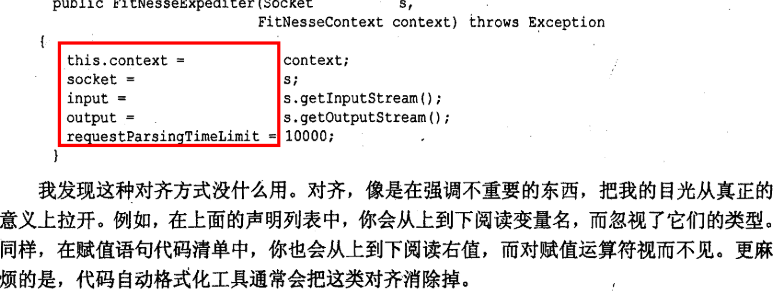 public FitNesseExpediter(Socket s,
FitNesseContext context) throws Exception
{
this.context = context;
socket = s;
input = s.getInputStream();
output = s.getOutputStream();
requestParsingTimeLimit = 10000;
}
我发现这种对齐方式没什么用。对齐，像是在强调不重要的东西，把我的目光从真正的
意义上拉开。例如，在上面的声明列表中，你会从上到下阅读变量名，而忽视了它们的类型。
同样，在赋值语句代码清单中，你也会从上到下阅读右值，而对赋值运算符视而不见。更麻
烦的是，代码自动格式化工具通常会把这类对齐消除掉。